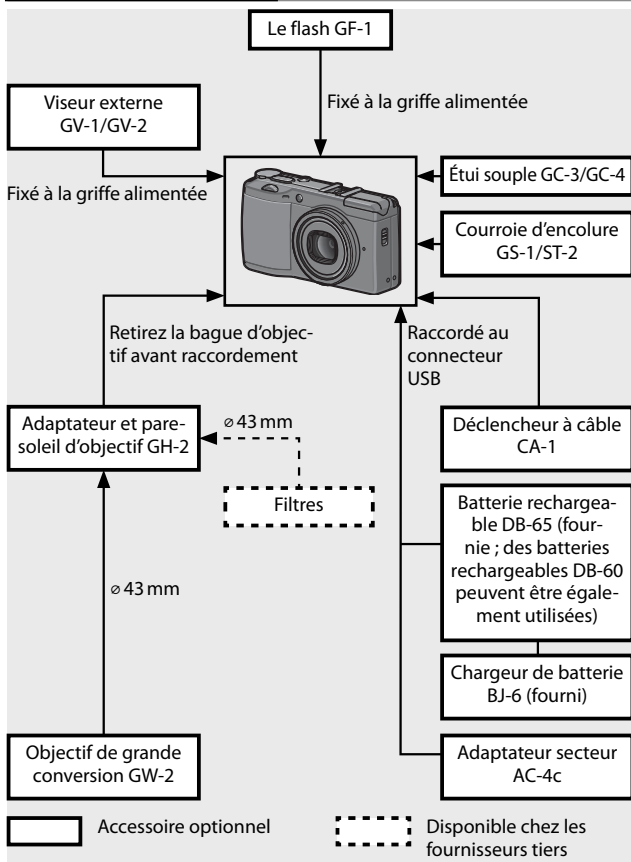 Le flash GF-1
Fixé à la griffe alimentée
Viseur externe
GV-1/GV-2
Fixé à la griffe alimentée
Étui souple GC-3/GC-4
Courroie d'encolure
GS-1/ST-2
Retirez la bague d'objec-
tif avant raccordement
Raccordé au
connecteur
USB
Adaptateur et pare-
soleil d'objectif GH-2
⌀ 43 mm
Déclencheur à câble
CA-1
Filtres
Batterie rechargea-
ble DB-65 (four-
nie ; des batteries
rechargeables DB-60
peuvent être égale-
ment utilisées)
⌀ 43 mm
Chargeur de batterie
BJ-6 (fourni)
Objectif de grande
conversion GW-2
Adaptateur secteur
AC-4c
Accessoire optionnel
Disponible chez les
fournisseurs tiers